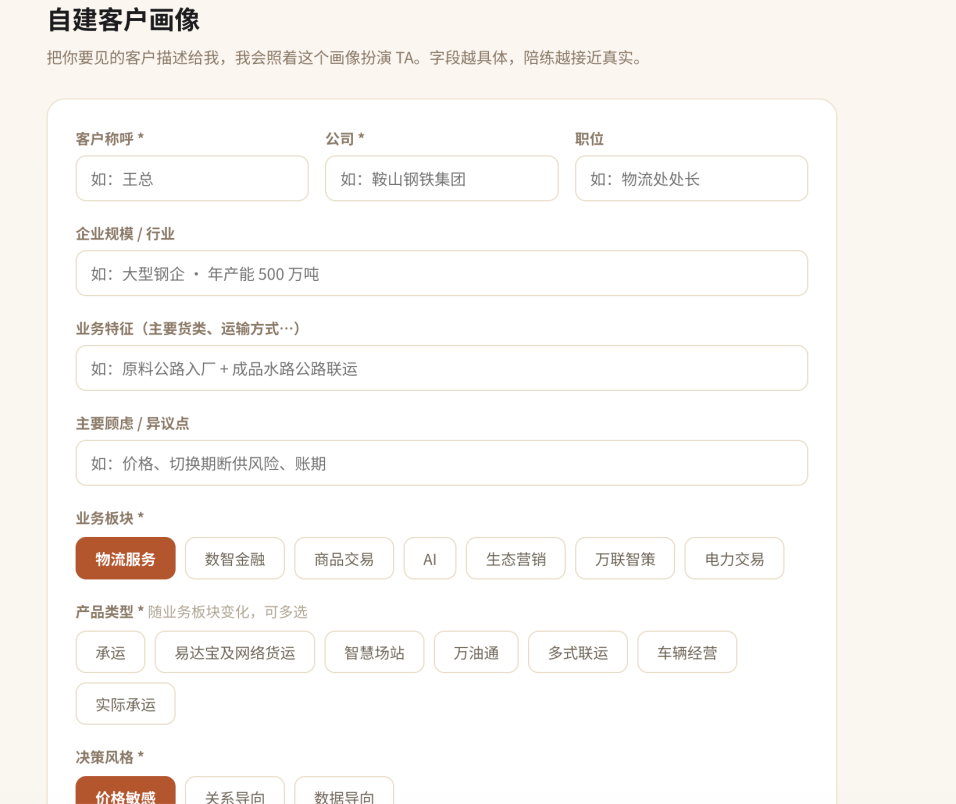 自建客户画像
把你要见的客户描述给我，我会照着这个画像扮演 TA。字段越具体，陪练越接近真实。
客户称呼 * 公司 * 职位
如：王总 如：鞍山钢铁集团 如：物流处处长
企业规模 / 行业
如：大型钢企 · 年产能 500 万吨
业务特征（主要货类、运输方式…）
如：原料公路入厂 + 成品水路公路联运
主要顾虑 / 异议点
如：价格、切换期断供风险、账期
业务板块 *
物流服务 数智金融 商品交易 AI 生态营销 万联智策 电力交易
产品类型 * 随业务板块变化，可多选
承运 易达宝及网络货运 智慧场站 万油通 多式联运 车辆经营
实际承运
决策风格 *
价格敏感 关系导向 数据导向